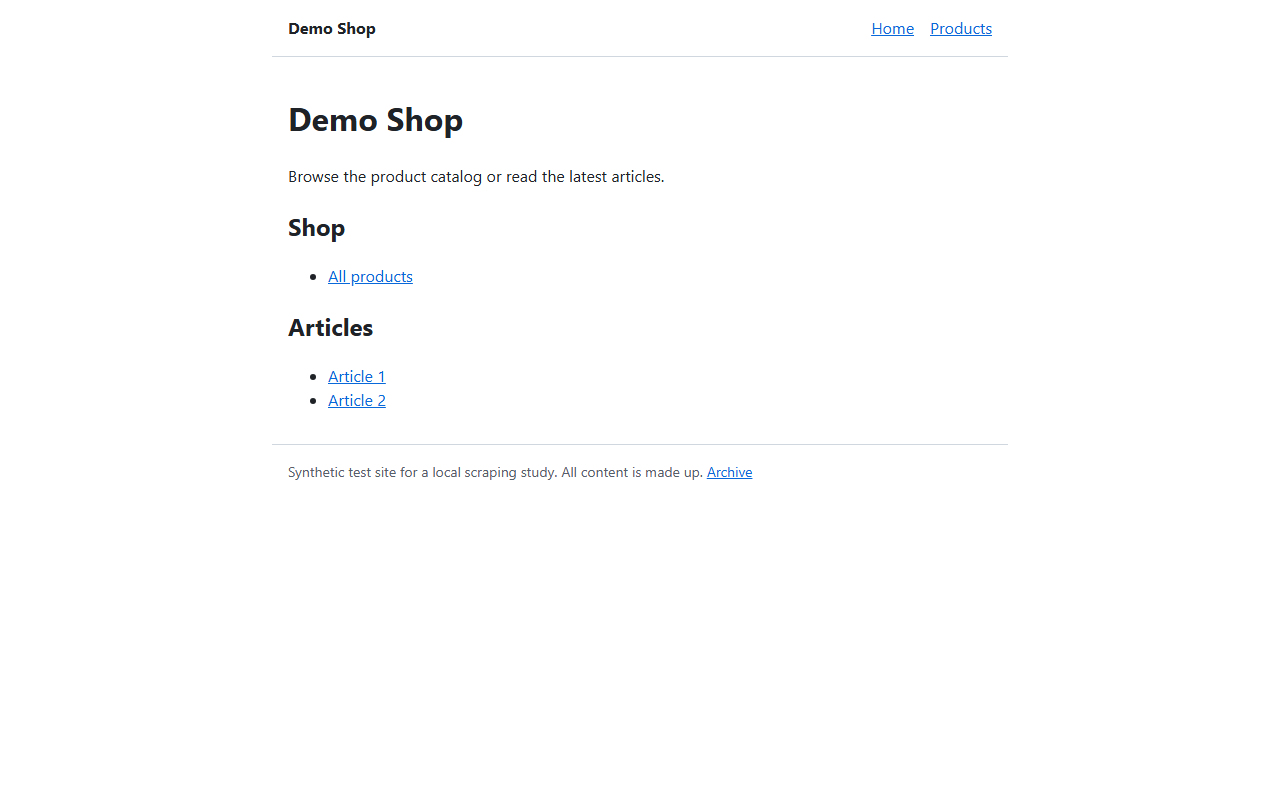 Demo Shop
Home Products
Demo Shop
Browse the product catalog or read the latest articles.
Shop
All products
Articles
Article 1
Article 2
Synthetic test site for a local scraping study. All content is made up. Archive